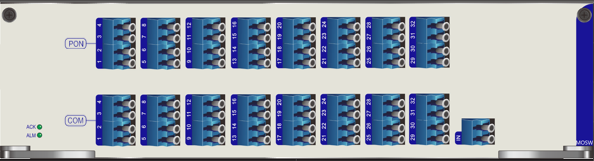 PON
1 2 3 4
5 6 7 8
9 10 11 12
13 14 15 16
17 18 19 20
21 22 23 24
25 26 27 28
29 30 31 32
COM
1 2 3 4
5 6 7 8
9 10 11 12
13 14 15 16
17 18 19 20
21 22 23 24
25 26 27 28
29 30 31 32
IN
ACK
ALM
MOSW